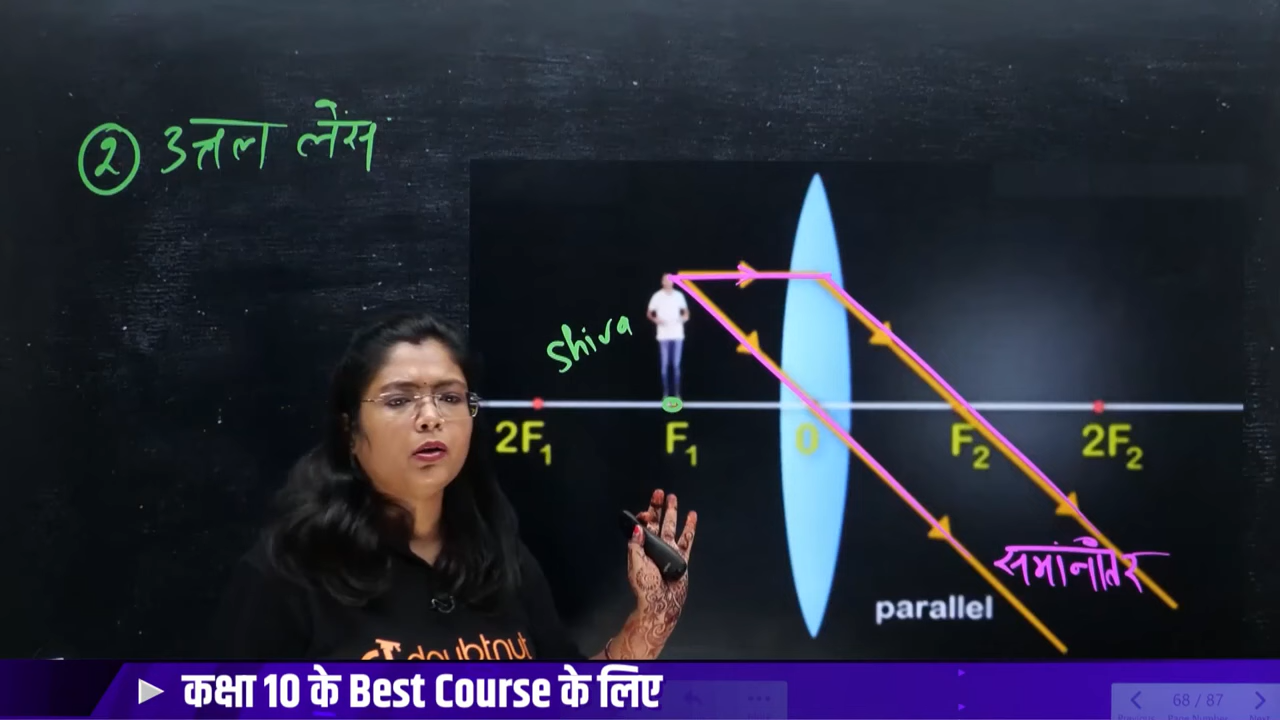 ② उत्तल लेंस
Shiva
2F₁
F₁
O
F₂
2F₂
समांनांतर
parallel
doubtnut
कक्षा 10 के Best Course के लिए
68 / 87